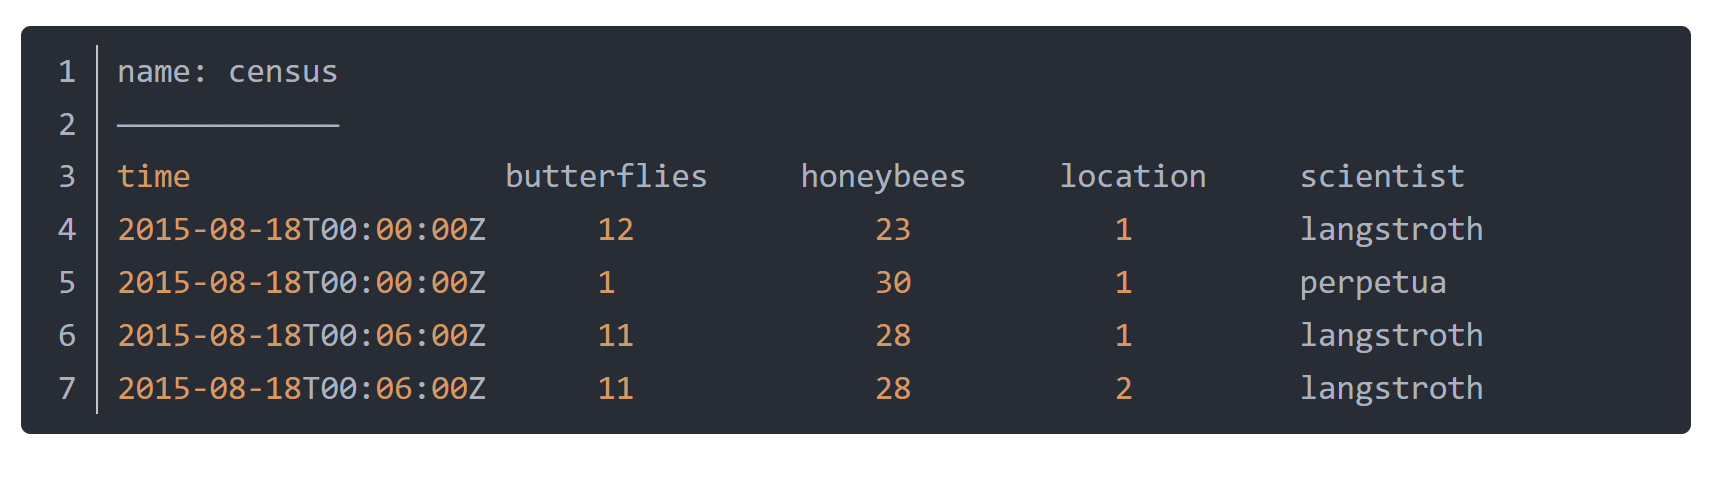 1 name: census
2 ————————————
3 time butterflies honeybees location scientist
4 2015-08-18T00:00:00Z 12 23 1 langstroth
5 2015-08-18T00:00:00Z 1 30 1 perpetua
6 2015-08-18T00:06:00Z 11 28 1 langstroth
7 2015-08-18T00:06:00Z 11 28 2 langstroth